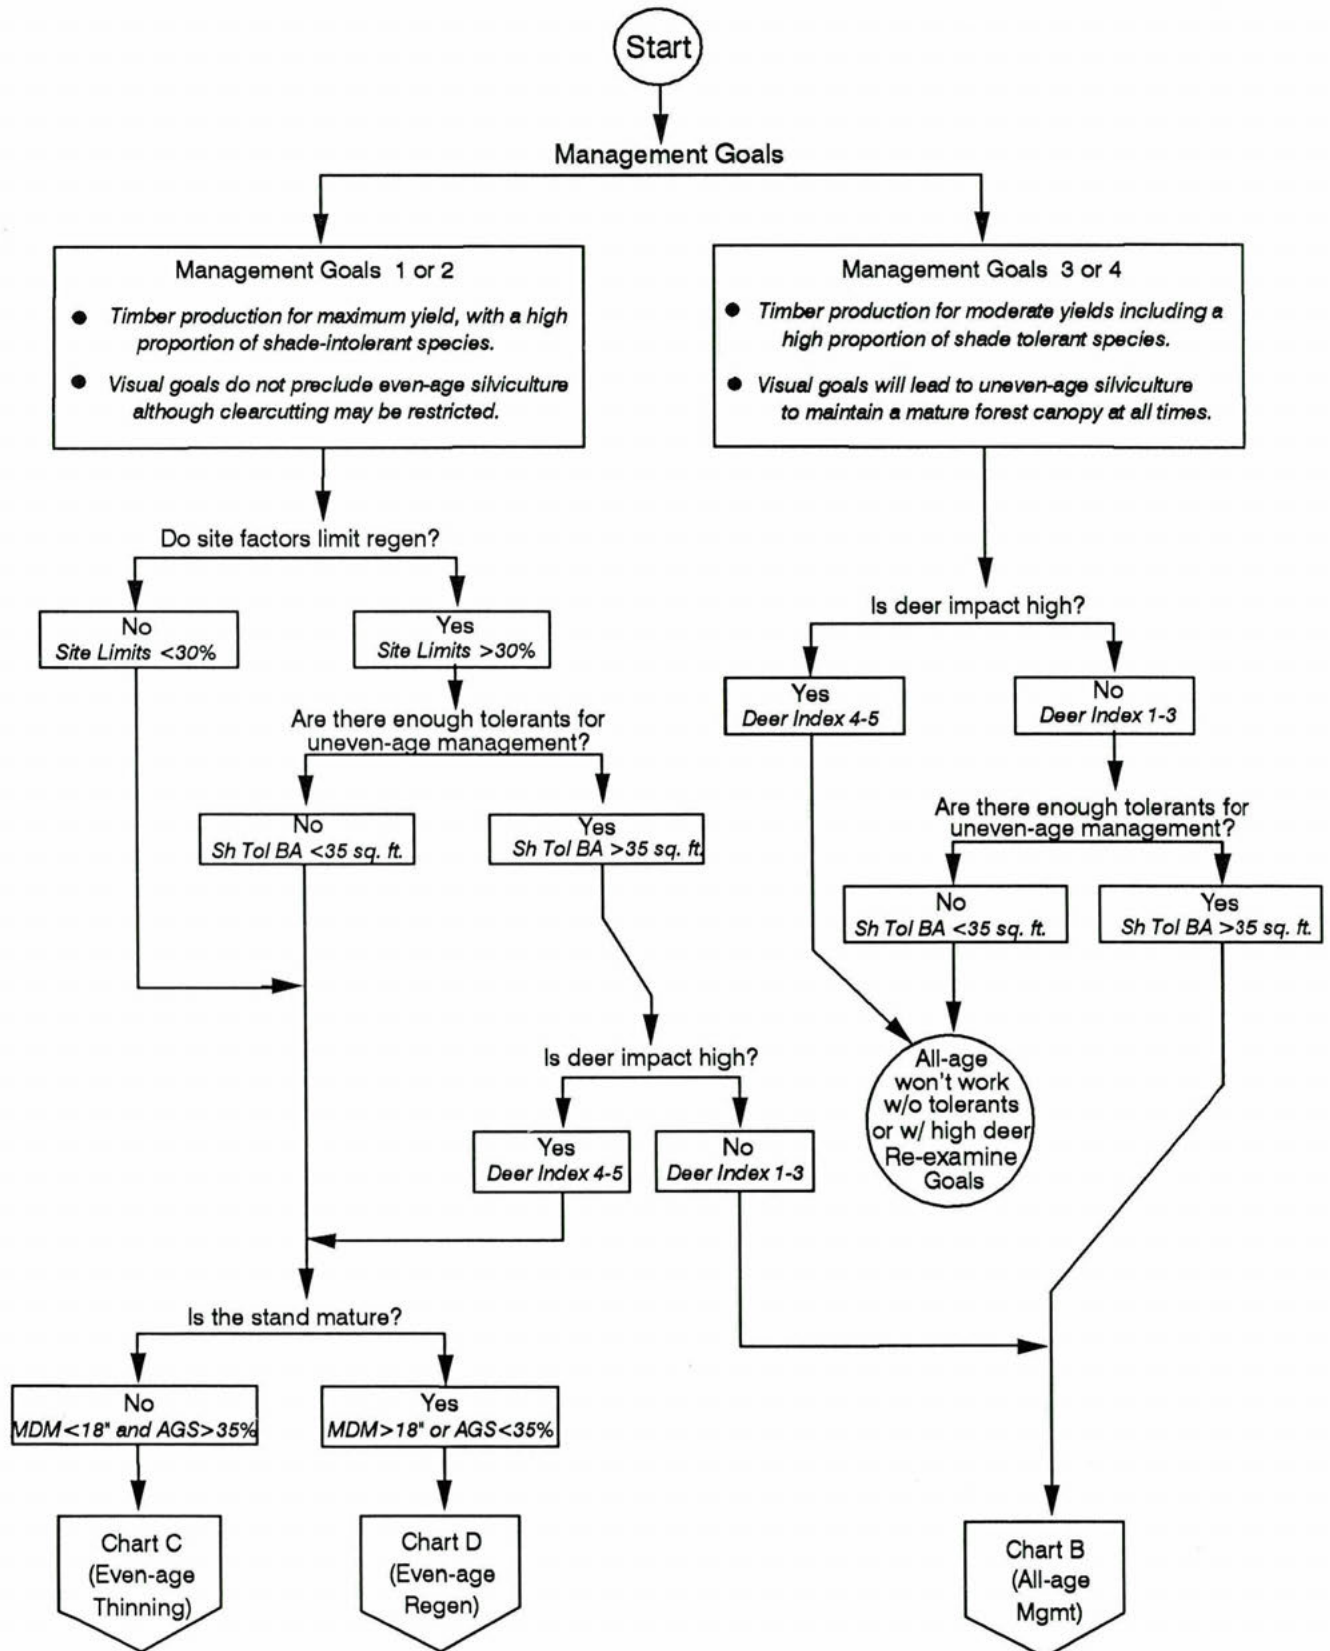 Start
Management Goals
Management Goals 1 or 2
● Timber production for maximum yield, with a high
proportion of shade-intolerant species.
● Visual goals do not preclude even-age silviculture
although clearcutting may be restricted.
Management Goals 3 or 4
● Timber production for moderate yields including a
high proportion of shade tolerant species.
● Visual goals will lead to uneven-age silviculture
to maintain a mature forest canopy at all times.
Do site factors limit regen?
No
Site Limits <30%
Yes
Site Limits >30%
Are there enough tolerants for
uneven-age management?
No
Sh Tol BA <35 sq. ft.
Yes
Sh Tol BA >35 sq. ft.
Is deer impact high?
Yes
Deer Index 4-5
No
Deer Index 1-3
Is deer impact high?
Yes
Deer Index 4-5
No
Deer Index 1-3
Are there enough tolerants for
uneven-age management?
No
Sh Tol BA <35 sq. ft.
Yes
Sh Tol BA >35 sq. ft.
All-age
won't work
w/o tolerants
or w/ high deer
Re-examine
Goals
Is the stand mature?
No
MDM<18" and AGS>35%
Yes
MDM>18" or AGS<35%
Chart C
(Even-age
Thinning)
Chart D
(Even-age
Regen)
Chart B
(All-age
Mgmt)